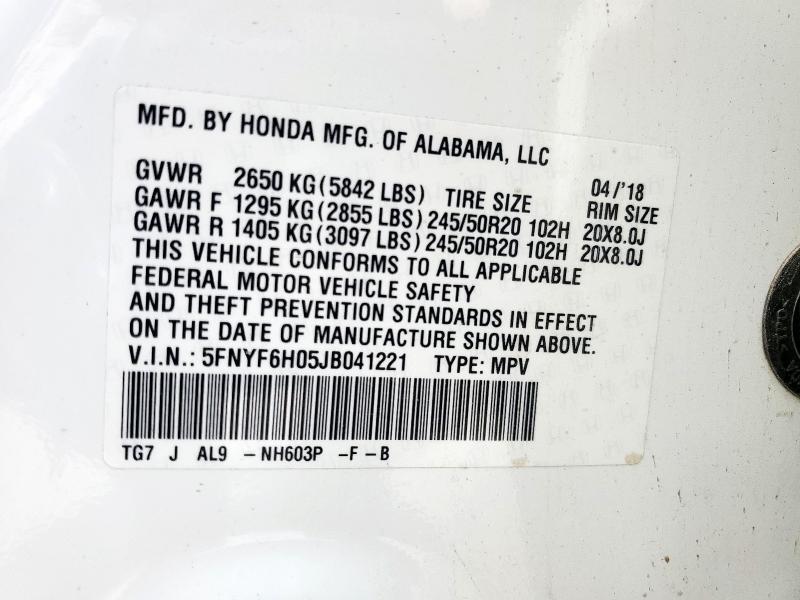 MFD. BY HONDA MFG. OF ALABAMA, LLC
GVWR 2650 KG(5842 LBS) TIRE SIZE 04/'18 RIM SIZE
GAWR F 1295 KG(2855 LBS)245/50R20 102H 20X8.0J
GAWR R 1405 KG(3097 LBS)245/50R20 102H 20X8.0J
THIS VEHICLE CONFORMS TO ALL APPLICABLE
FEDERAL MOTOR VEHICLE SAFETY
AND THEFT PREVENTION STANDARDS IN EFFECT
ON THE DATE OF MANUFACTURE SHOWN ABOVE.
V.I.N.: 5FNYF6H05JB041221 TYPE: MPV
TG7 J AL9 -NH603P -F -B